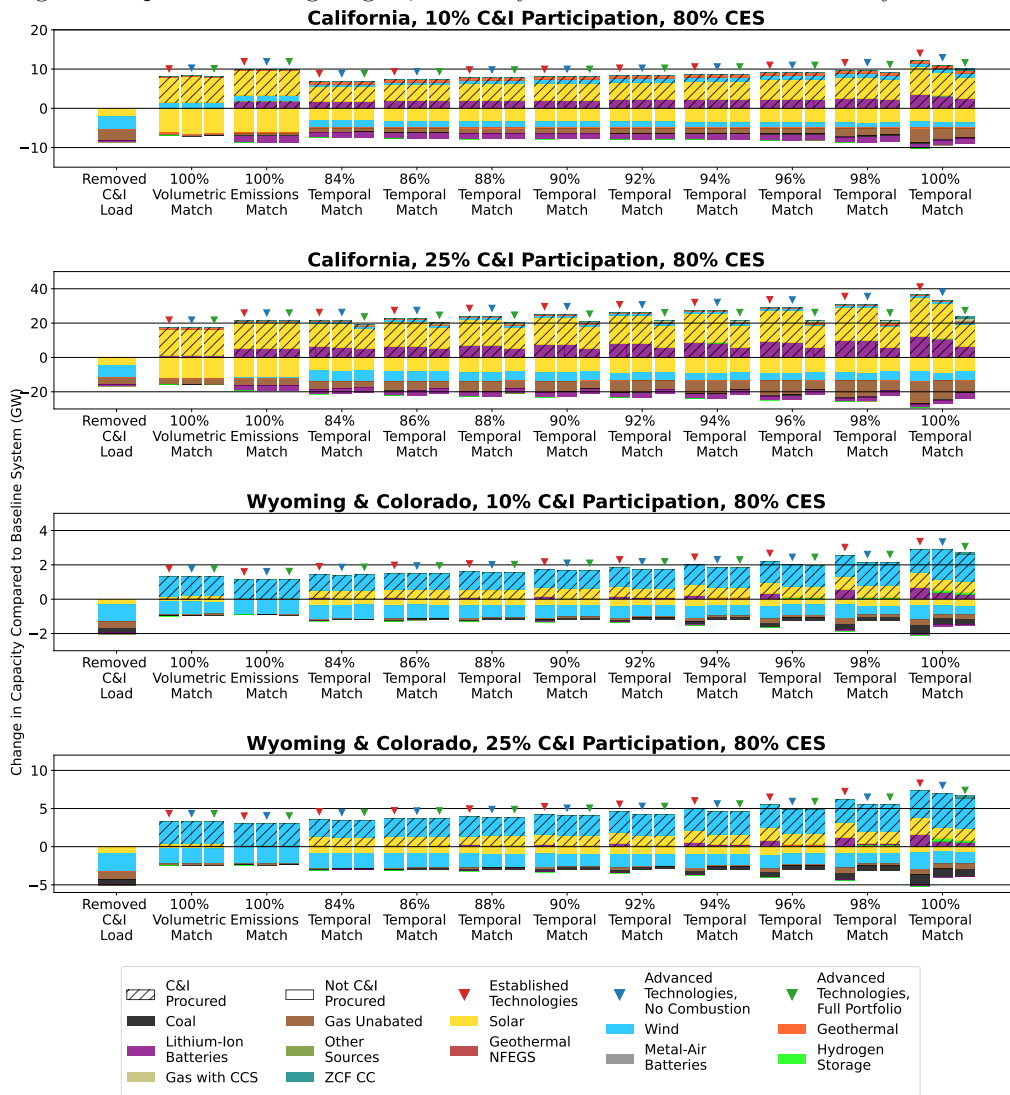 California, 10% C&I Participation, 80% CES
20
10
0
−10
Removed C&I Load
100% Volumetric Match
100% Emissions Match
84% Temporal Match
86% Temporal Match
88% Temporal Match
90% Temporal Match
92% Temporal Match
94% Temporal Match
96% Temporal Match
98% Temporal Match
100% Temporal Match
California, 25% C&I Participation, 80% CES
40
20
0
−20
Removed C&I Load
100% Volumetric Match
100% Emissions Match
84% Temporal Match
86% Temporal Match
88% Temporal Match
90% Temporal Match
92% Temporal Match
94% Temporal Match
96% Temporal Match
98% Temporal Match
100% Temporal Match
Change in Capacity Compared to Baseline System (GW)
Wyoming & Colorado, 10% C&I Participation, 80% CES
4
2
0
−2
Removed C&I Load
100% Volumetric Match
100% Emissions Match
84% Temporal Match
86% Temporal Match
88% Temporal Match
90% Temporal Match
92% Temporal Match
94% Temporal Match
96% Temporal Match
98% Temporal Match
100% Temporal Match
Wyoming & Colorado, 25% C&I Participation, 80% CES
10
5
0
−5
Removed C&I Load
100% Volumetric Match
100% Emissions Match
84% Temporal Match
86% Temporal Match
88% Temporal Match
90% Temporal Match
92% Temporal Match
94% Temporal Match
96% Temporal Match
98% Temporal Match
100% Temporal Match
C&I Procured
Not C&I Procured
Established Technologies
Advanced Technologies, No Combustion
Advanced Technologies, Full Portfolio
Coal
Gas Unabated
Solar
Wind
Geothermal
Lithium-Ion Batteries
Other Sources
Geothermal NFEGS
Metal-Air Batteries
Hydrogen Storage
Gas with CCS
ZCF CC